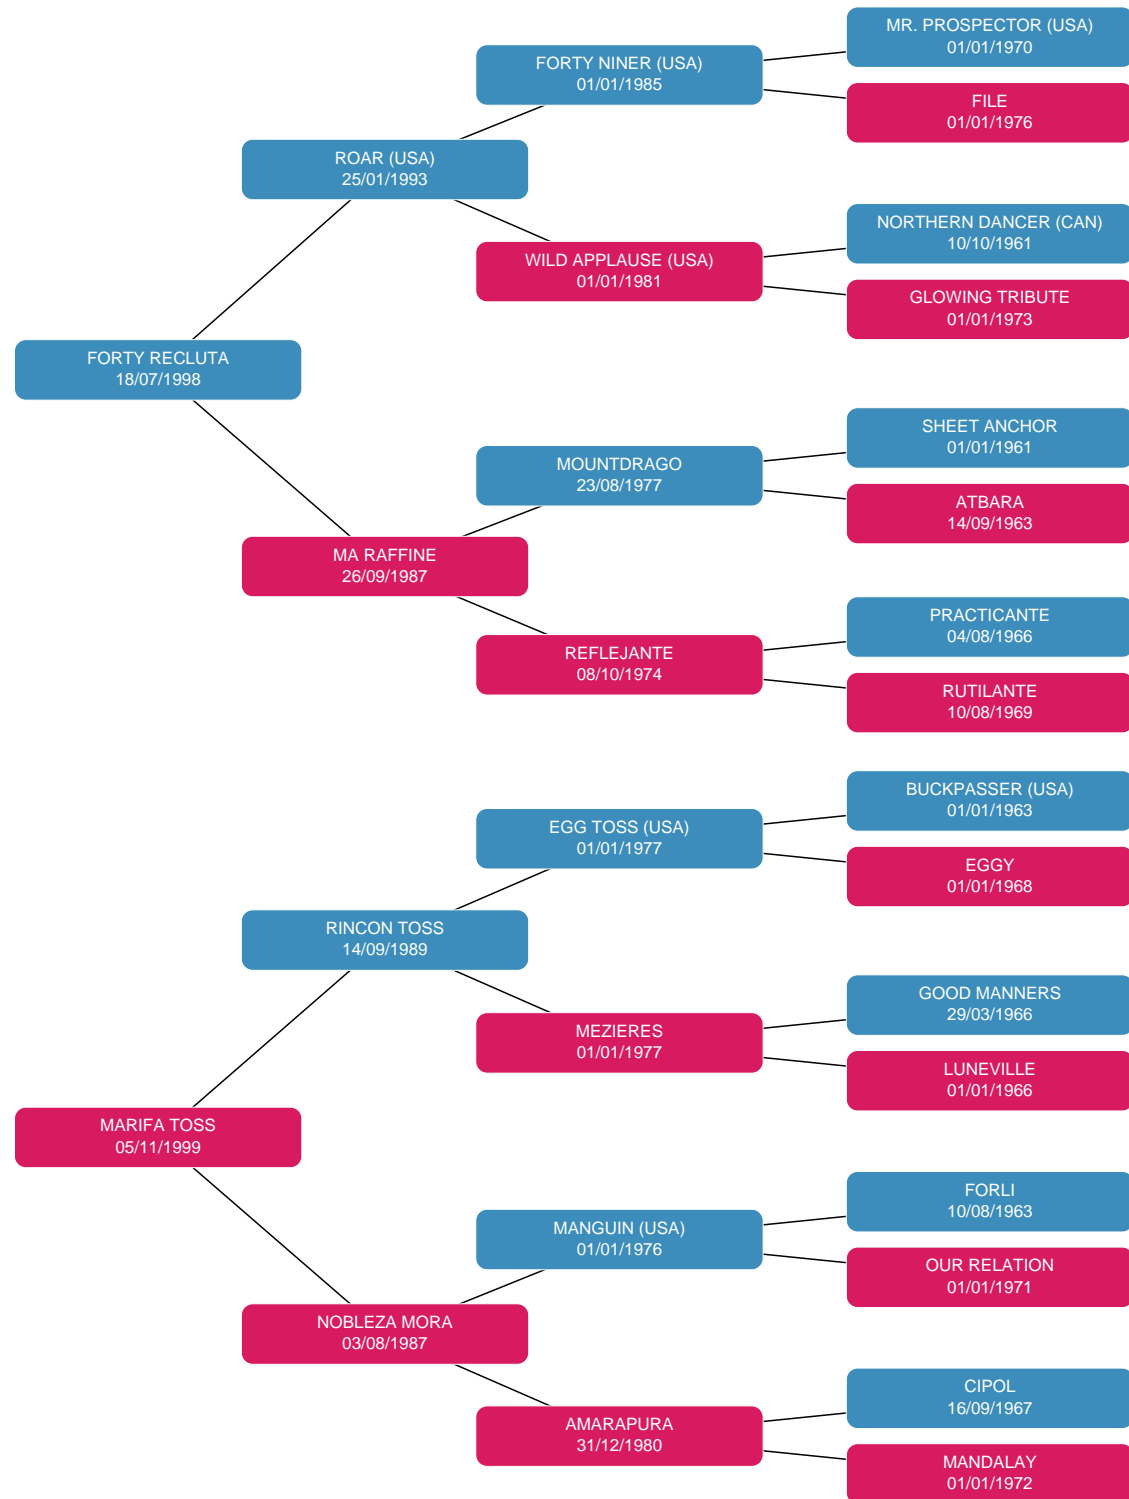 MR. PROSPECTOR (USA)
01/01/1970
FORTY NINER (USA)
01/01/1985
FILE
01/01/1976
ROAR (USA)
25/01/1993
NORTHERN DANCER (CAN)
10/10/1961
WILD APPLAUSE (USA)
01/01/1981
GLOWING TRIBUTE
01/01/1973
FORTY RECLUTA
18/07/1998
SHEET ANCHOR
01/01/1961
MOUNTDRAGO
23/08/1977
ATBARA
14/09/1963
MA RAFFINE
26/09/1987
PRACTICANTE
04/08/1966
REFLEJANTE
08/10/1974
RUTILANTE
10/08/1969
BUCKPASSER (USA)
01/01/1963
EGG TOSS (USA)
01/01/1977
EGGY
01/01/1968
RINCON TOSS
14/09/1989
GOOD MANNERS
29/03/1966
MEZIERES
01/01/1977
LUNEVILLE
01/01/1966
MARIFA TOSS
05/11/1999
FORLI
10/08/1963
MANGUIN (USA)
01/01/1976
OUR RELATION
01/01/1971
NOBLEZA MORA
03/08/1987
CIPOL
16/09/1967
AMARAPURA
31/12/1980
MANDALAY
01/01/1972